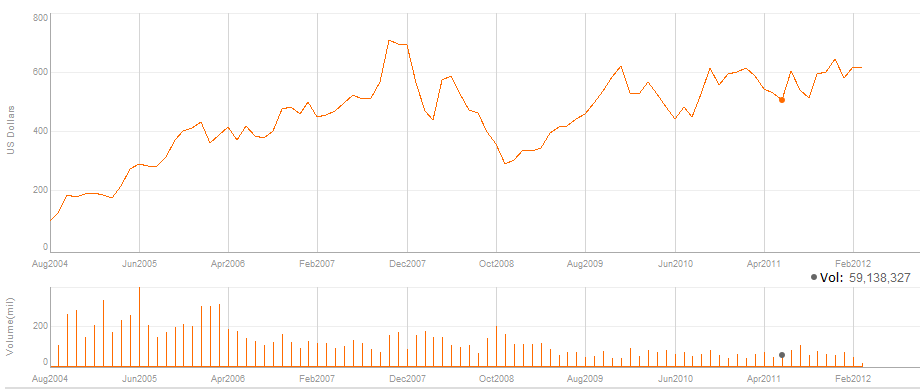 800
600
US Dollars
400
200
0
Aug2004 Jun2005 Apr2006 Feb2007 Dec2007 Oct2008 Aug2009 Jun2010 Apr2011 Feb2012
Vol: 59,138,327
Volume(mil)
200
0
Aug2004 Jun2005 Apr2006 Feb2007 Dec2007 Oct2008 Aug2009 Jun2010 Apr2011 Feb2012